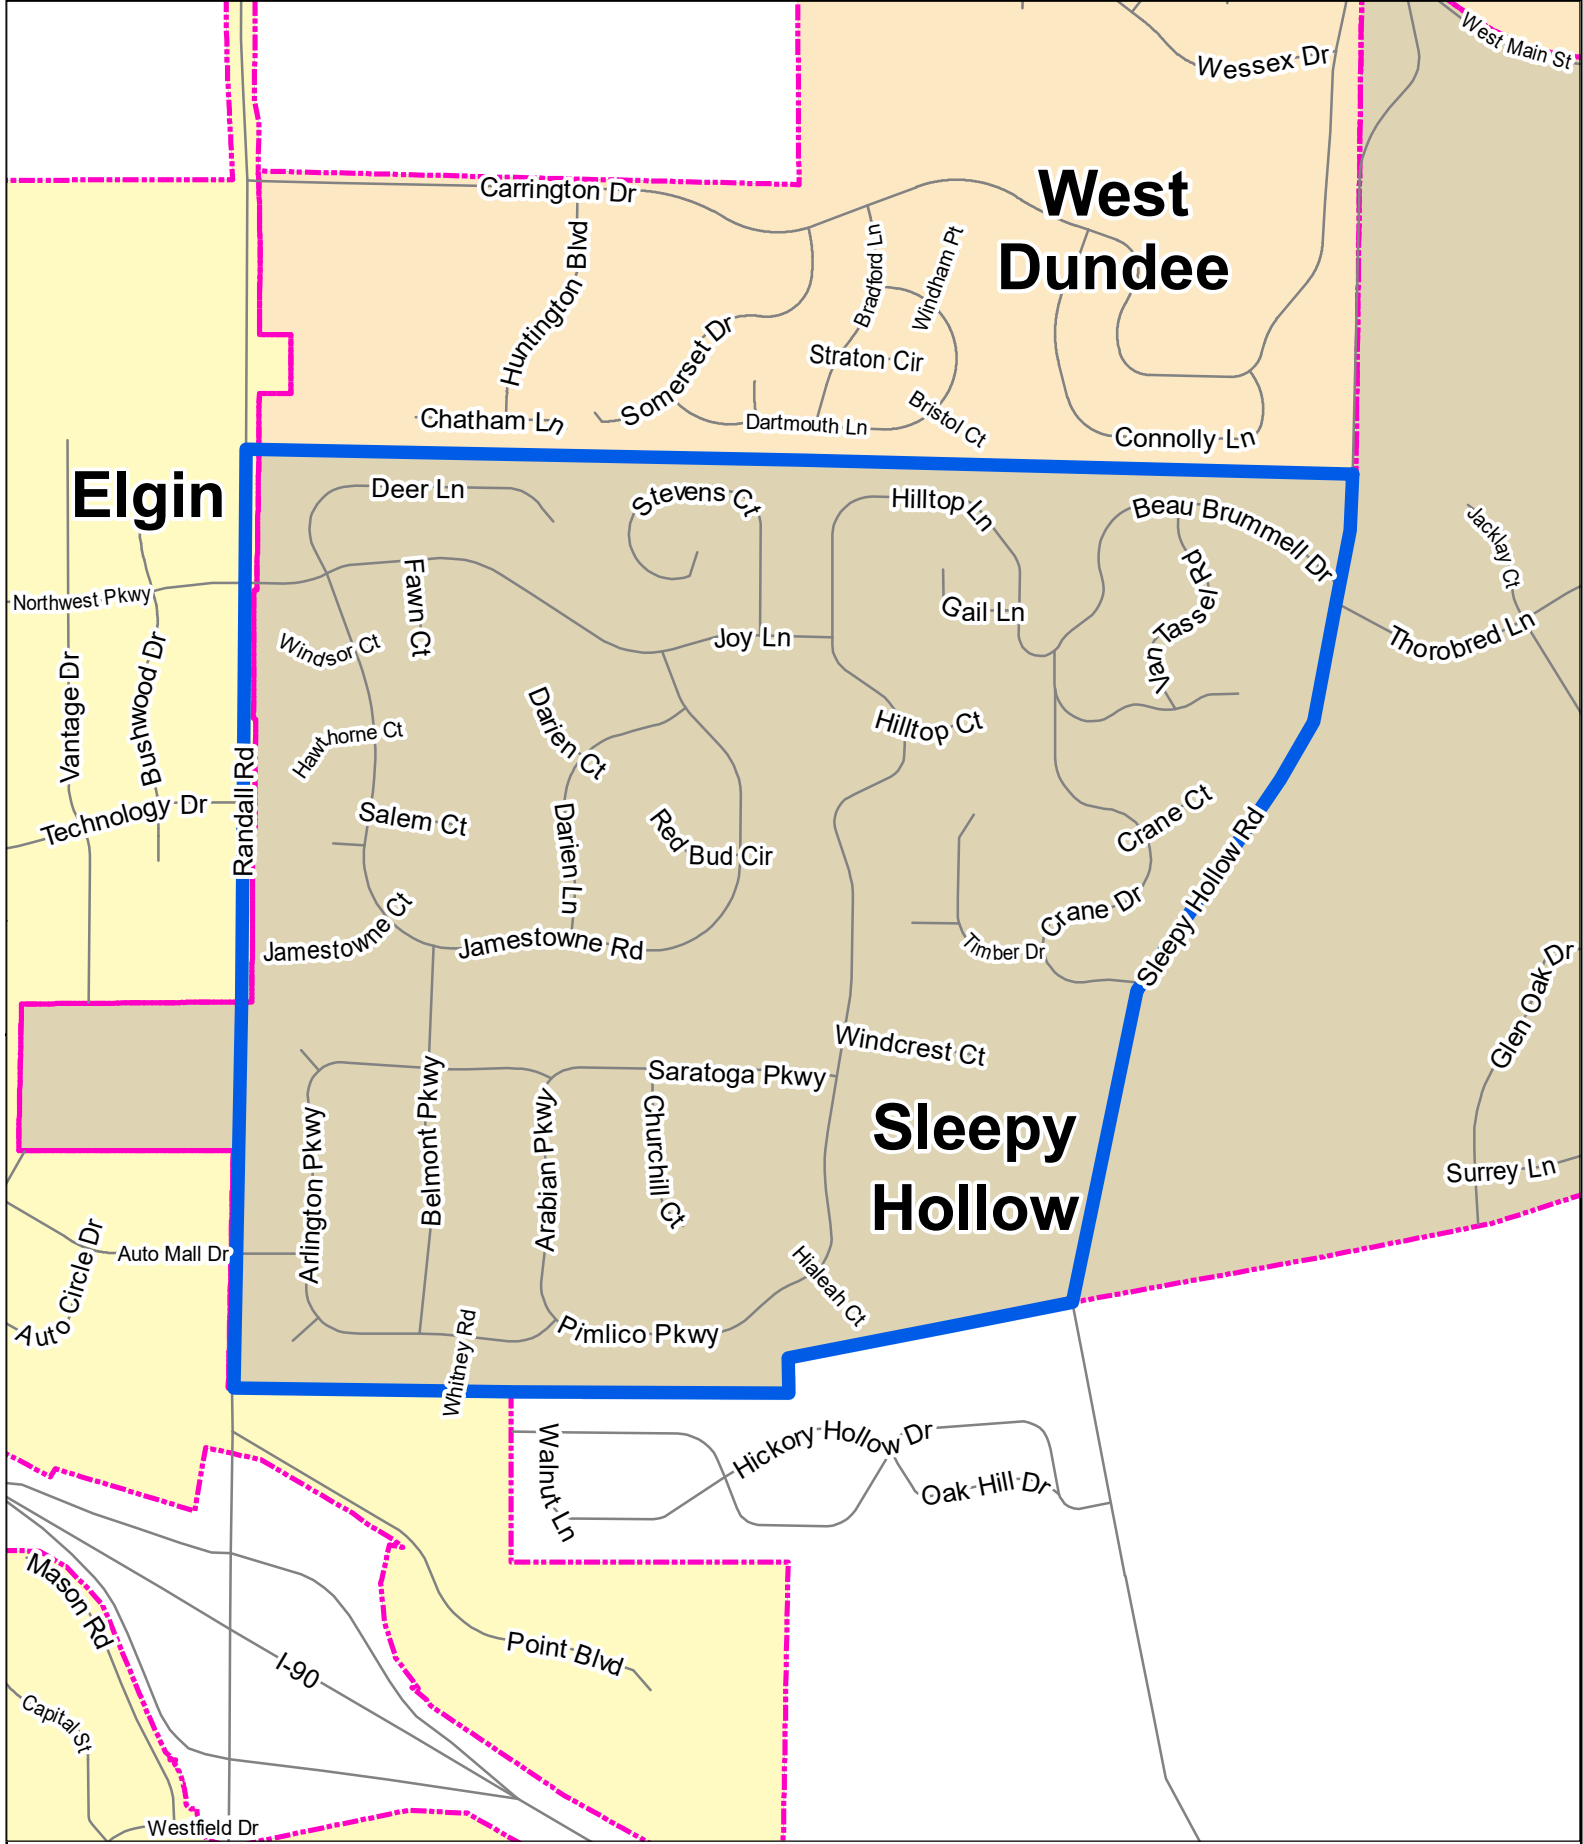 West Main St
Wessex Dr
Carrington Dr
West
Dundee
Huntington Blvd
Bradford Ln
Windham Pt
Somerset Dr
Straton Cir
Chatham Ln
Dartmouth Ln
Bristol Ct
Connolly Ln
Elgin
Deer Ln
Stevens Ct
Hilltop Ln
Beau Brummell Dr
Jacklay Ct
Northwest Pkwy
Fawn Ct
Gail Ln
Van Tassel Rd
Thorobred Ln
Windsor Ct
Joy Ln
Vantage Dr
Bushwood Dr
Darien Ct
Hilltop Ct
Hawthorne Ct
Randall Rd
Technology Dr
Salem Ct
Darien Ln
Red Bud Cir
Crane Ct
Sleepy Hollow Rd
Crane Dr
Jamestowne Ct
Jamestowne Rd
Timber Dr
Glen Oak Dr
Windcrest Ct
Saratoga Pkwy
Sleepy
Hollow
Arlington Pkwy
Belmont Pkwy
Arabian Pkwy
Churchill Ct
Surrey Ln
Auto Mall Dr
Auto Circle Dr
Hialeah Ct
Whitney Rd
Pimlico Pkwy
Walnut Ln
Hickory Hollow Dr
Oak Hill Dr
Mason Rd
I-90
Point Blvd
Capital St
Westfield Dr